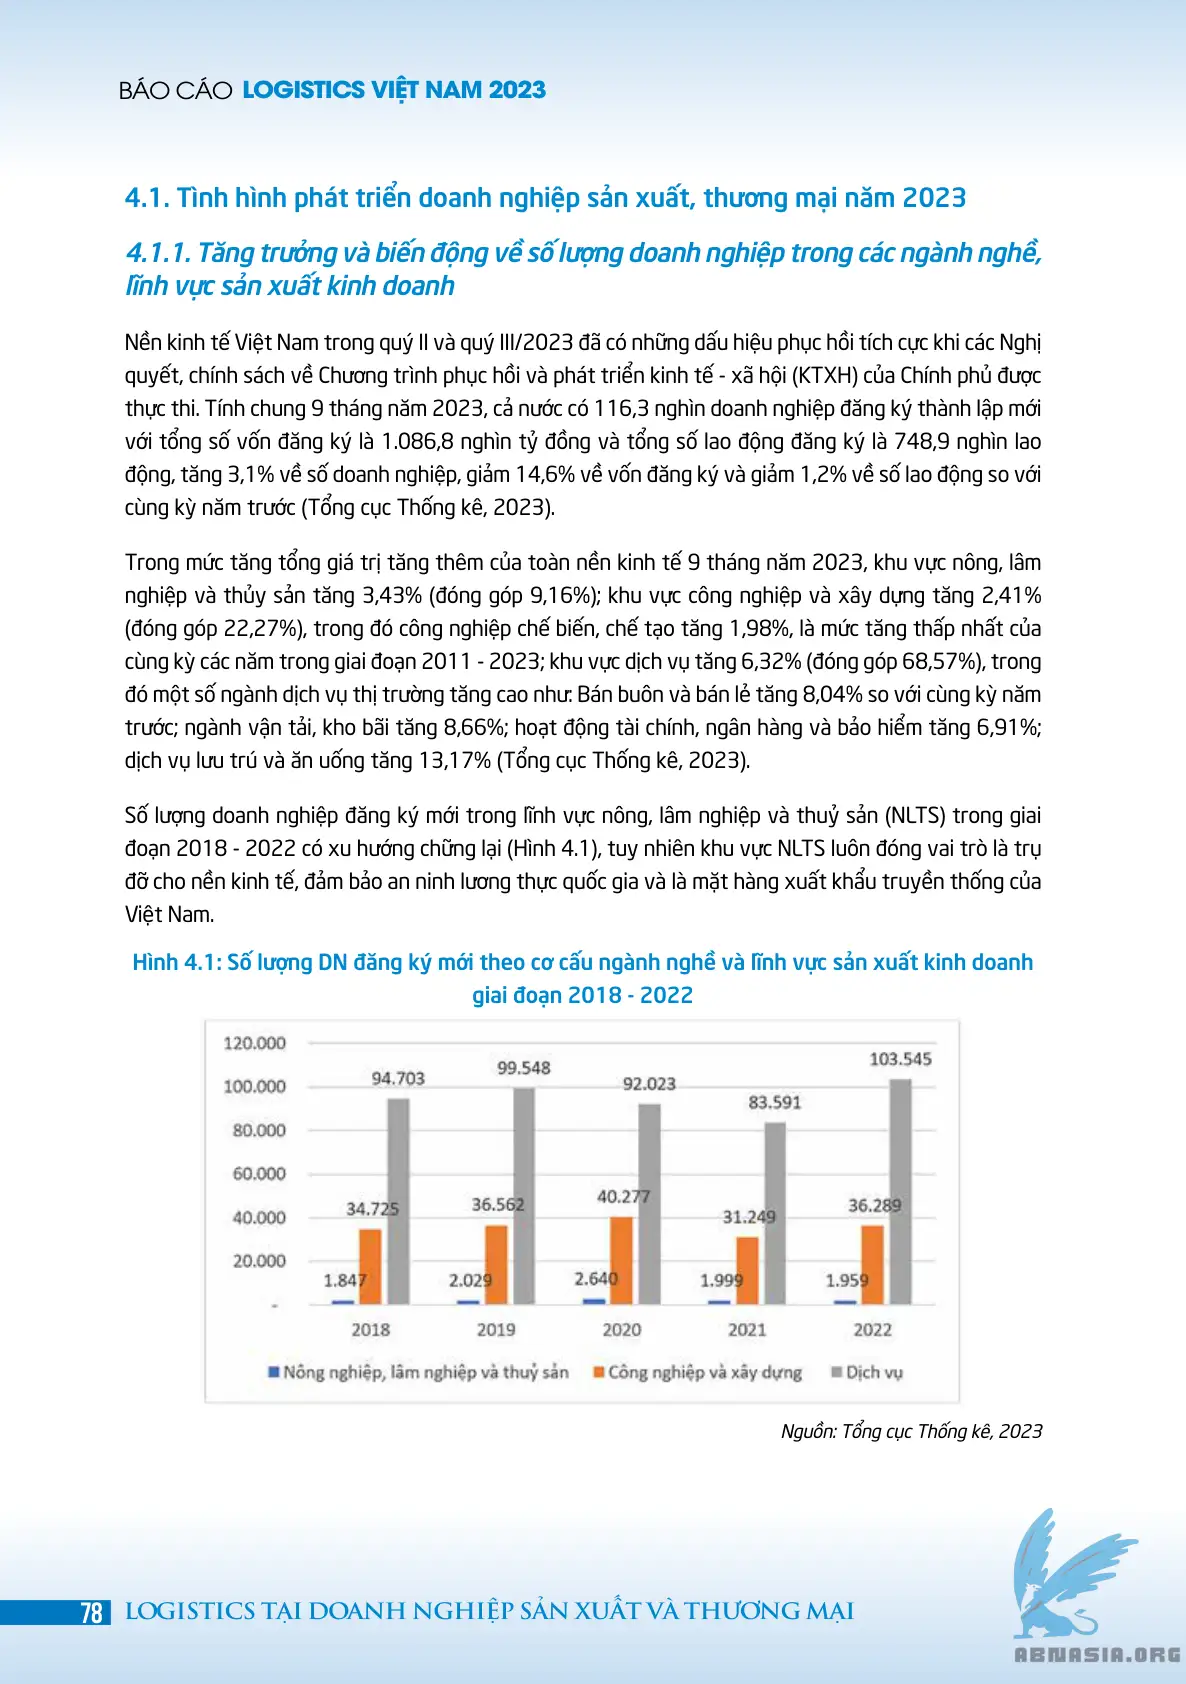 BÁO CÁO LOGISTICS VIỆT NAM 2023
4.1. Tình hình phát triển doanh nghiệp sản xuất, thương mại năm 2023
4.1.1. Tăng trưởng và biến động về số lượng doanh nghiệp trong các ngành nghề,
lĩnh vực sản xuất kinh doanh
Nền kinh tế Việt Nam trong quý II và quý III/2023 đã có những dấu hiệu phục hồi tích cực khi các Nghị
quyết, chính sách về Chương trình phục hồi và phát triển kinh tế - xã hội (KTXH) của Chính phủ được
thực thi. Tính chung 9 tháng năm 2023, cả nước có 116,3 nghìn doanh nghiệp đăng ký thành lập mới
với tổng số vốn đăng ký là 1.086,8 nghìn tỷ đồng và tổng số lao động đăng ký là 748,9 nghìn lao
động, tăng 3,1% về số doanh nghiệp, giảm 14,6% về vốn đăng ký và giảm 1,2% về số lao động so với
cùng kỳ năm trước (Tổng cục Thống kê, 2023).
Trong mức tăng tổng giá trị tăng thêm của toàn nền kinh tế 9 tháng năm 2023, khu vực nông, lâm
nghiệp và thủy sản tăng 3,43% (đóng góp 9,16%); khu vực công nghiệp và xây dựng tăng 2,41%
(đóng góp 22,27%), trong đó công nghiệp chế biến, chế tạo tăng 1,98%, là mức tăng thấp nhất của
cùng kỳ các năm trong giai đoạn 2011 - 2023; khu vực dịch vụ tăng 6,32% (đóng góp 68,57%), trong
đó một số ngành dịch vụ thị trường tăng cao như: Bán buôn và bán lẻ tăng 8,04% so với cùng kỳ năm
trước; ngành vận tải, kho bãi tăng 8,66%; hoạt động tài chính, ngân hàng và bảo hiểm tăng 6,91%;
dịch vụ lưu trú và ăn uống tăng 13,17% (Tổng cục Thống kê, 2023).
Số lượng doanh nghiệp đăng ký mới trong lĩnh vực nông, lâm nghiệp và thuỷ sản (NLTS) trong giai
đoạn 2018 - 2022 có xu hướng chững lại (Hình 4.1), tuy nhiên khu vực NLTS luôn đóng vai trò là trụ
đỡ cho nền kinh tế, đảm bảo an ninh lương thực quốc gia và là mặt hàng xuất khẩu truyền thống của
Việt Nam.
Hình 4.1: Số lượng DN đăng ký mới theo cơ cấu ngành nghề và lĩnh vực sản xuất kinh doanh
giai đoạn 2018 - 2022
120.000
100.000
80.000
60.000
40.000
20.000
-
94.703
99.548
92.023
83.591
103.545
34.725
36.562
40.277
31.249
36.289
1.847
2.029
2.640
1.999
1.959
2018 2019 2020 2021 2022
Nông nghiệp, lâm nghiệp và thuỷ sản Công nghiệp và xây dựng Dịch vụ
Nguồn: Tổng cục Thống kê, 2023
78 LOGISTICS TẠI DOANH NGHIỆP SẢN XUẤT VÀ THƯƠNG MẠI
ABMASIA.ORG